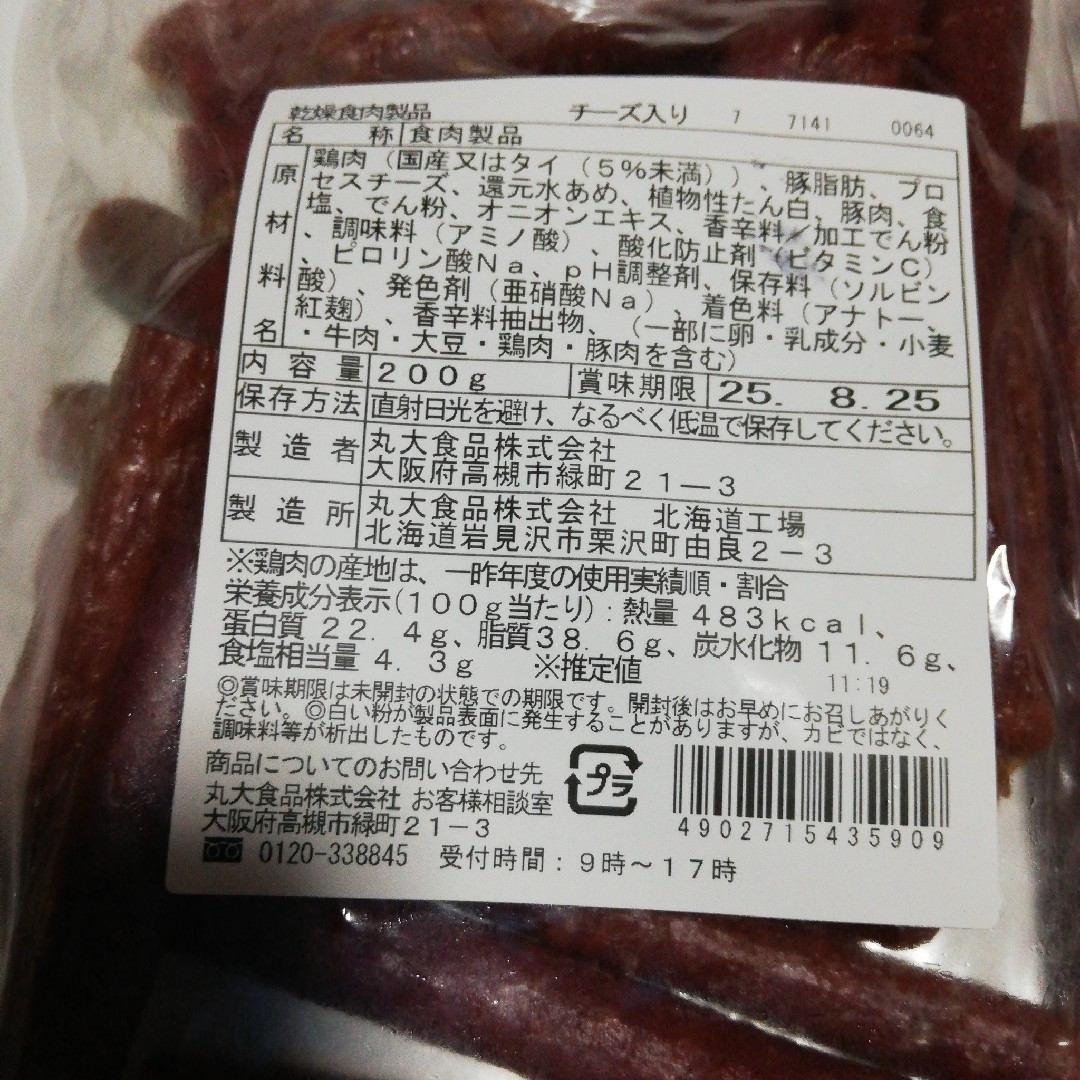 乾燥食肉製品 チーズ入り 7 7141 0064
名称 食肉製品
原材料名 鶏肉（国産又はタイ（５％未満））、豚脂肪、プロ
セスチーズ、還元水あめ、植物性たん白、豚肉、食
塩、でん粉、オニオンエキス、香辛料／加工でん粉
、調味料（アミノ酸）、酸化防止剤（ビタミンＣ）
、ピロリン酸Ｎａ、ｐＨ調整剤、保存料（ソルビン
酸）、発色剤（亜硝酸Ｎａ）、着色料（アナトー、
紅麹）、香辛料抽出物、（一部に卵・乳成分・小麦
・牛肉・大豆・鶏肉・豚肉を含む）
内容量 ２００ｇ 賞味期限 25. 8.25
保存方法 直射日光を避け、なるべく低温で保存してください。
製造者 丸大食品株式会社
大阪府高槻市緑町２１－３
製造所 丸大食品株式会社 北海道工場
北海道岩見沢市栗沢町由良２－３
※鶏肉の産地は、一昨年度の使用実績順・割合
栄養成分表示(１００ｇ当たり)：熱量 ４８３ｋｃａｌ、
蛋白質 ２２．４ｇ、脂質３８．６ｇ、炭水化物 １１．６ｇ、
食塩相当量 ４．３ｇ ※推定値
11:19
◎賞味期限は未開封の状態での期限です。開封後はお早めにお召しあがりく
ださい。◎白い粉が製品表面に発生することがありますが、カビではなく、
調味料等が析出したものです。
商品についてのお問い合わせ先
丸大食品株式会社 お客様相談室
大阪府高槻市緑町２１－３
0120-338845 受付時間：９時～１７時
プラ
4902715435909